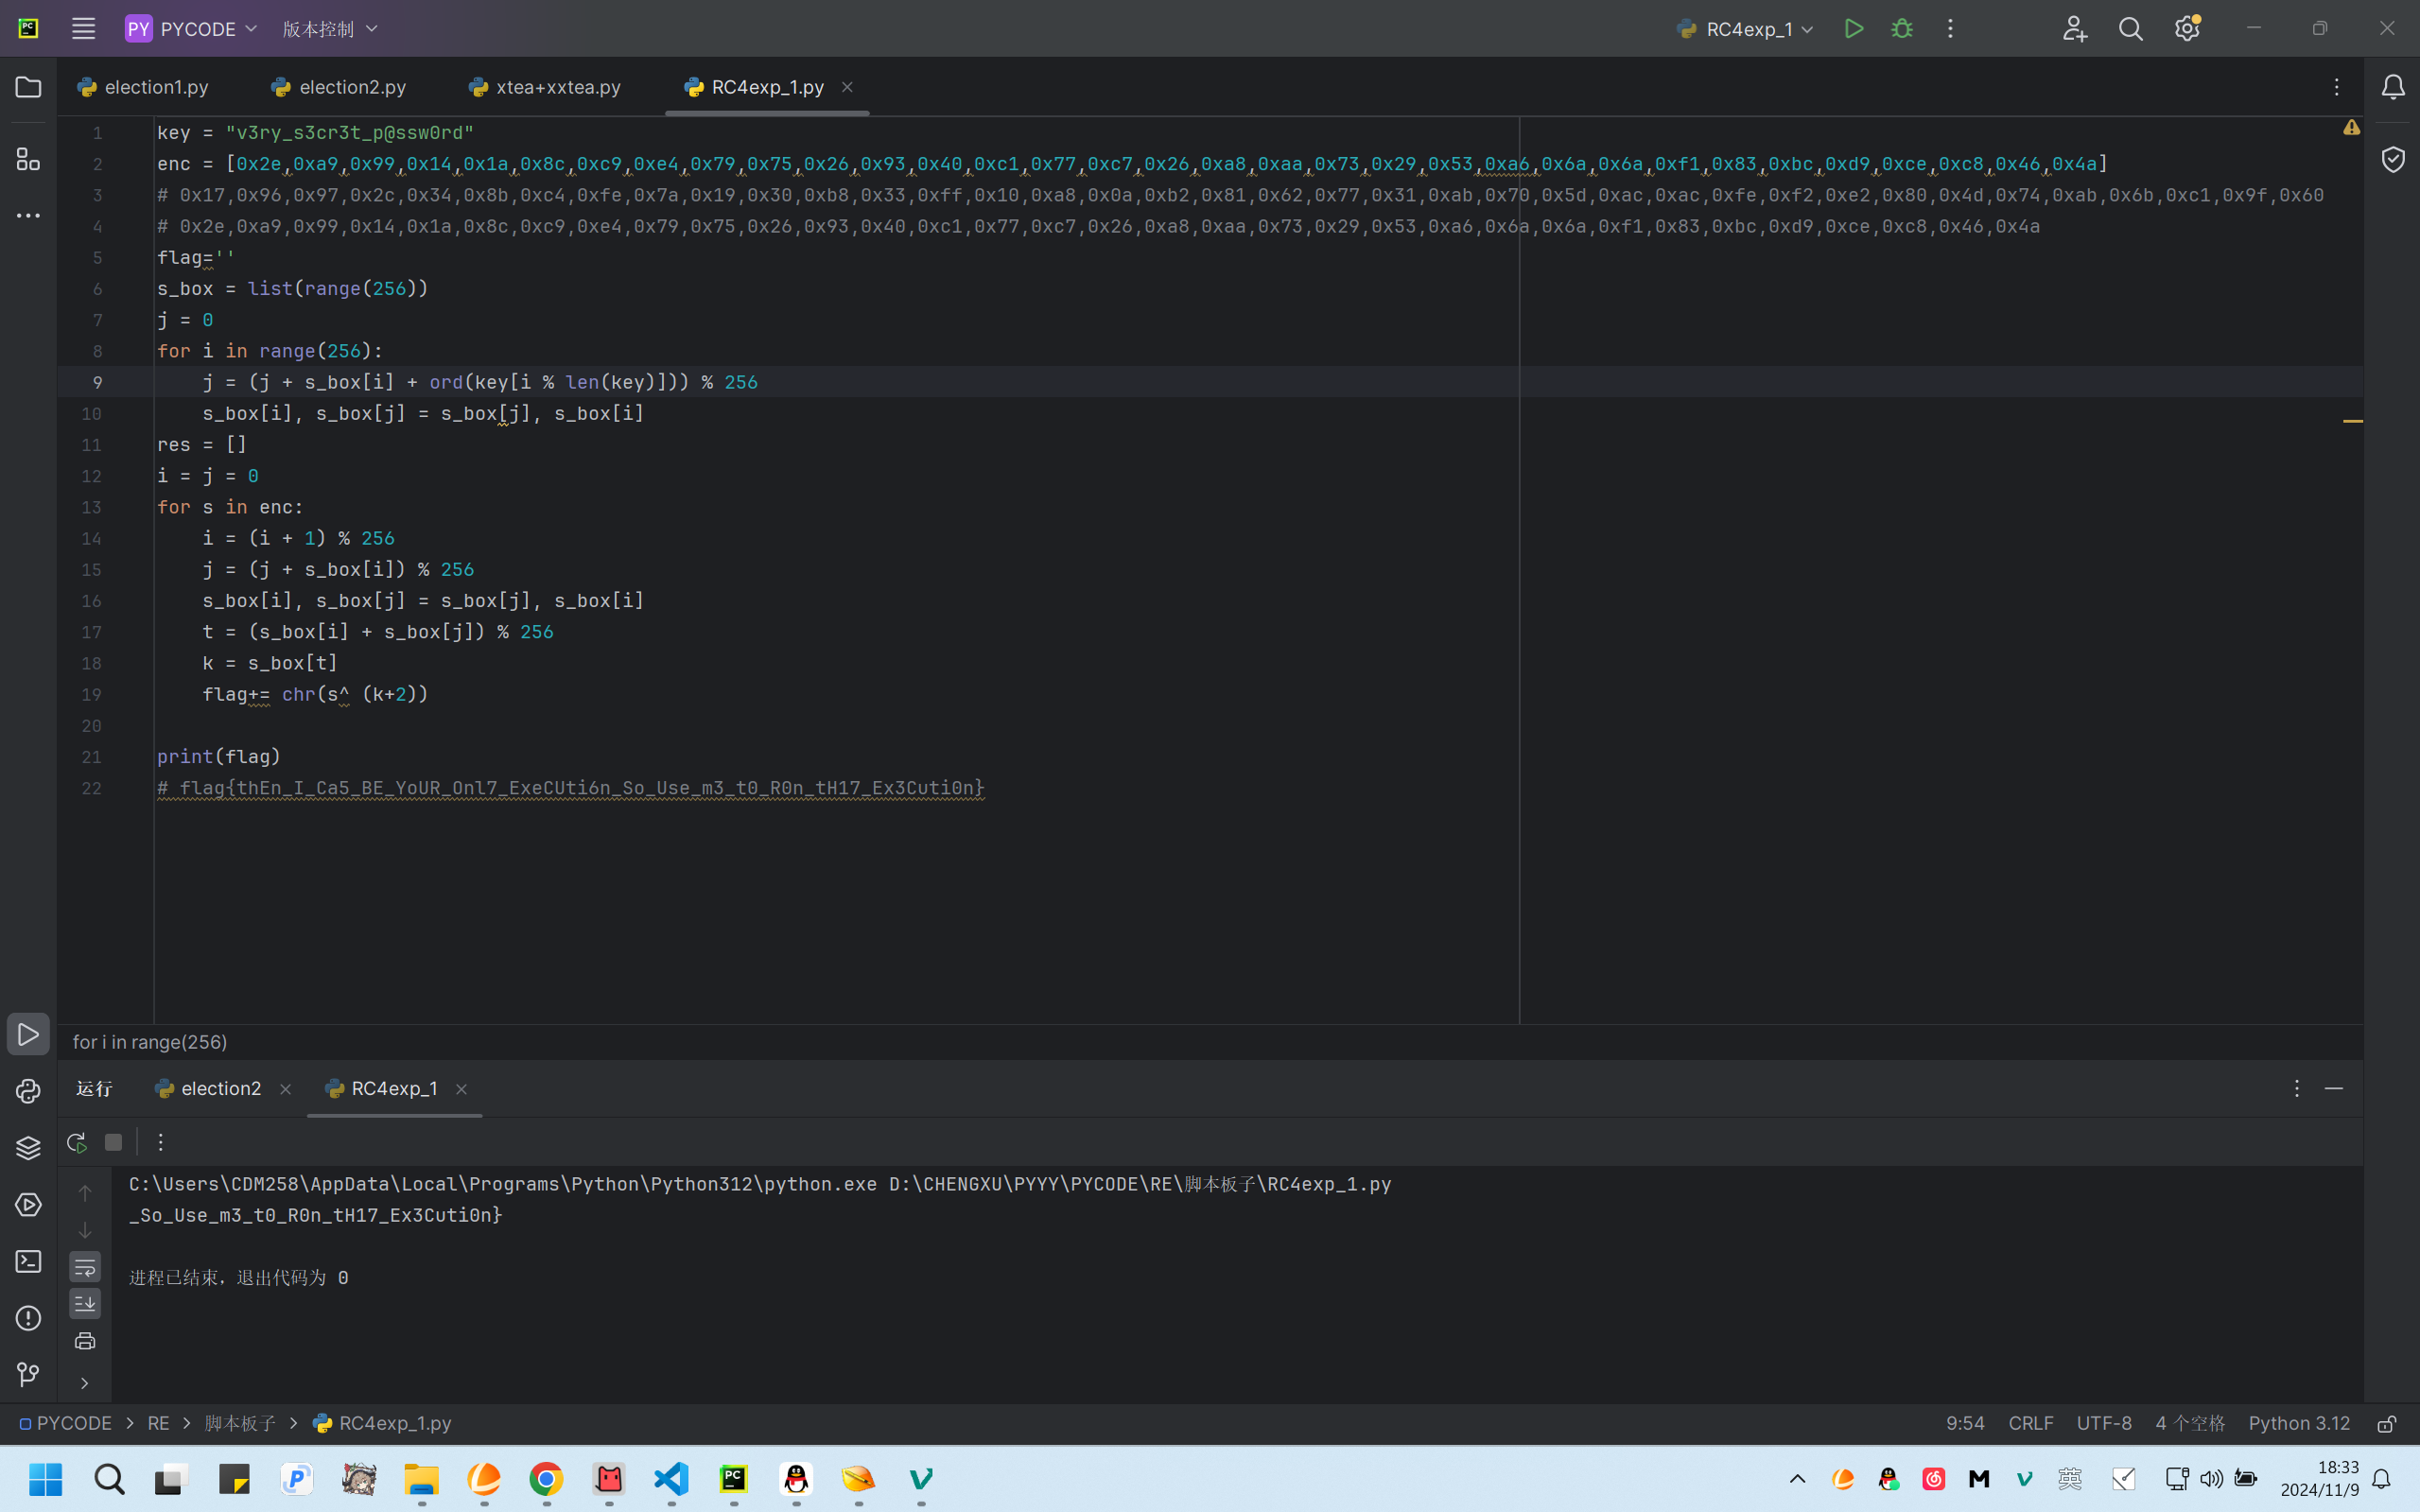 PC
PY PYCODE 版本控制 RC4exp_1
election1.py election2.py xtea+xxtea.py RC4exp_1.py
1 key = "v3ry_s3cr3t_p@ssw0rd"
2 enc = [0x2e,0xa9,0x99,0x14,0x1a,0x8c,0xc9,0xe4,0x79,0x75,0x26,0x93,0x40,0xc1,0x77,0xc7,0x26,0xa8,0xaa,0x73,0x29,0x53,0xa6,0x6a,0x6a,0xf1,0x83,0xbc,0xd9,0xce,0xc8,0x46,0x4a]
3 # 0x17,0x96,0x97,0x2c,0x34,0x8b,0xc4,0xfe,0x7a,0x19,0x30,0xb8,0x33,0xff,0x10,0xa8,0x0a,0xb2,0x81,0x62,0x77,0x31,0xab,0x70,0x5d,0xac,0xac,0xfe,0xf2,0xe2,0x80,0x4d,0x74,0xab,0x6b,0xc1,0x9f,0x60
4 # 0x2e,0xa9,0x99,0x14,0x1a,0x8c,0xc9,0xe4,0x79,0x75,0x26,0x93,0x40,0xc1,0x77,0xc7,0x26,0xa8,0xaa,0x73,0x29,0x53,0xa6,0x6a,0x6a,0xf1,0x83,0xbc,0xd9,0xce,0xc8,0x46,0x4a
5 flag=''
6 s_box = list(range(256))
7 j = 0
8 for i in range(256):
9     j = (j + s_box[i] + ord(key[i % len(key)])) % 256
10     s_box[i], s_box[j] = s_box[j], s_box[i]
11 res = []
12 i = j = 0
13 for s in enc:
14     i = (i + 1) % 256
15     j = (j + s_box[i]) % 256
16     s_box[i], s_box[j] = s_box[j], s_box[i]
17     t = (s_box[i] + s_box[j]) % 256
18     k = s_box[t]
19     flag+= chr(s^ (k+2))
20
21 print(flag)
22 # flag{thEn_I_Ca5_BE_YoUR_Onl7_ExeCUti6n_So_Use_m3_t0_R0n_tH17_Ex3Cuti0n}
for i in range(256)
运行 election2 RC4exp_1
C:\Users\CDM258\AppData\Local\Programs\Python\Python312\python.exe D:\CHENGXU\PYYY\PYCODE\RE\脚本板子\RC4exp_1.py
_So_Use_m3_t0_R0n_tH17_Ex3Cuti0n}
进程已结束，退出代码为 0
PYCODE > RE > 脚本板子 > RC4exp_1.py 9:54 CRLF UTF-8 4 个空格 Python 3.12
英 18:33
2024/11/9